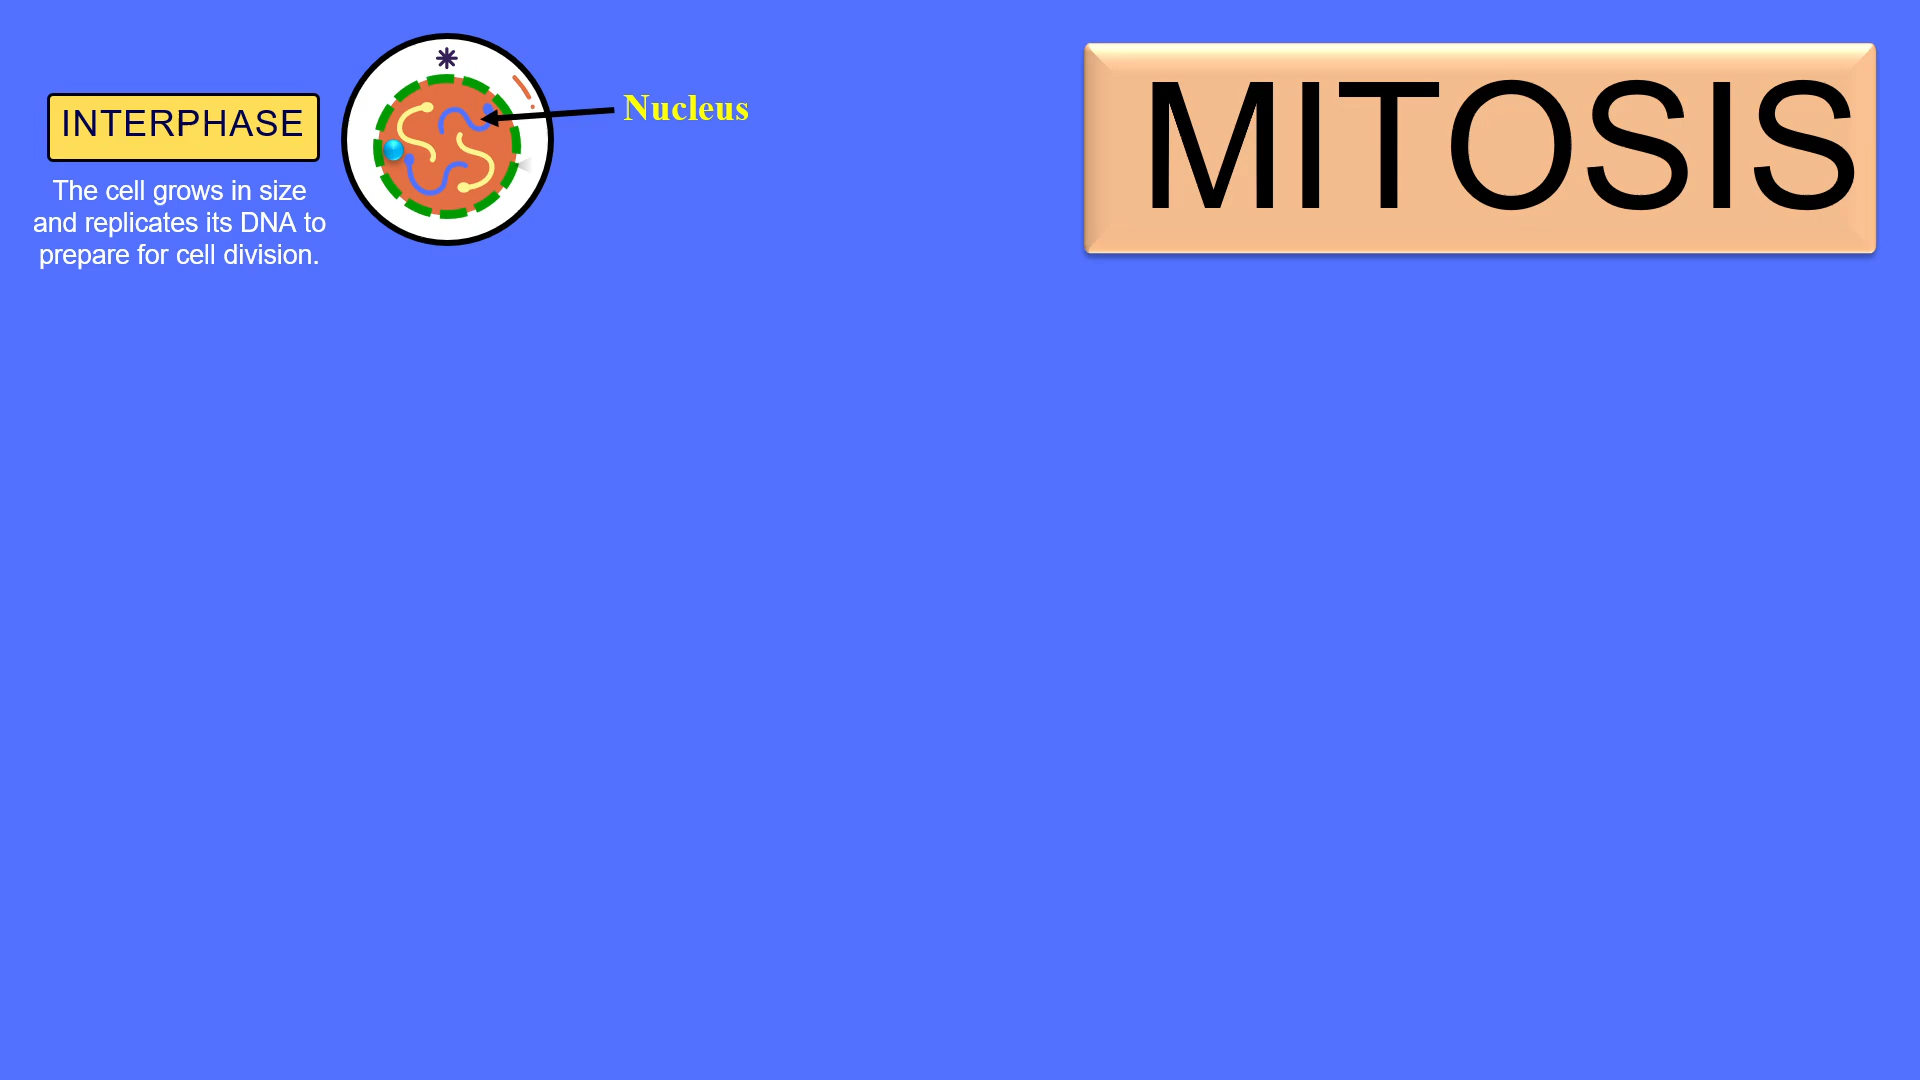 MITOSIS
INTERPHASE
The cell grows in size
and replicates its DNA to
prepare for cell division.
Nucleus